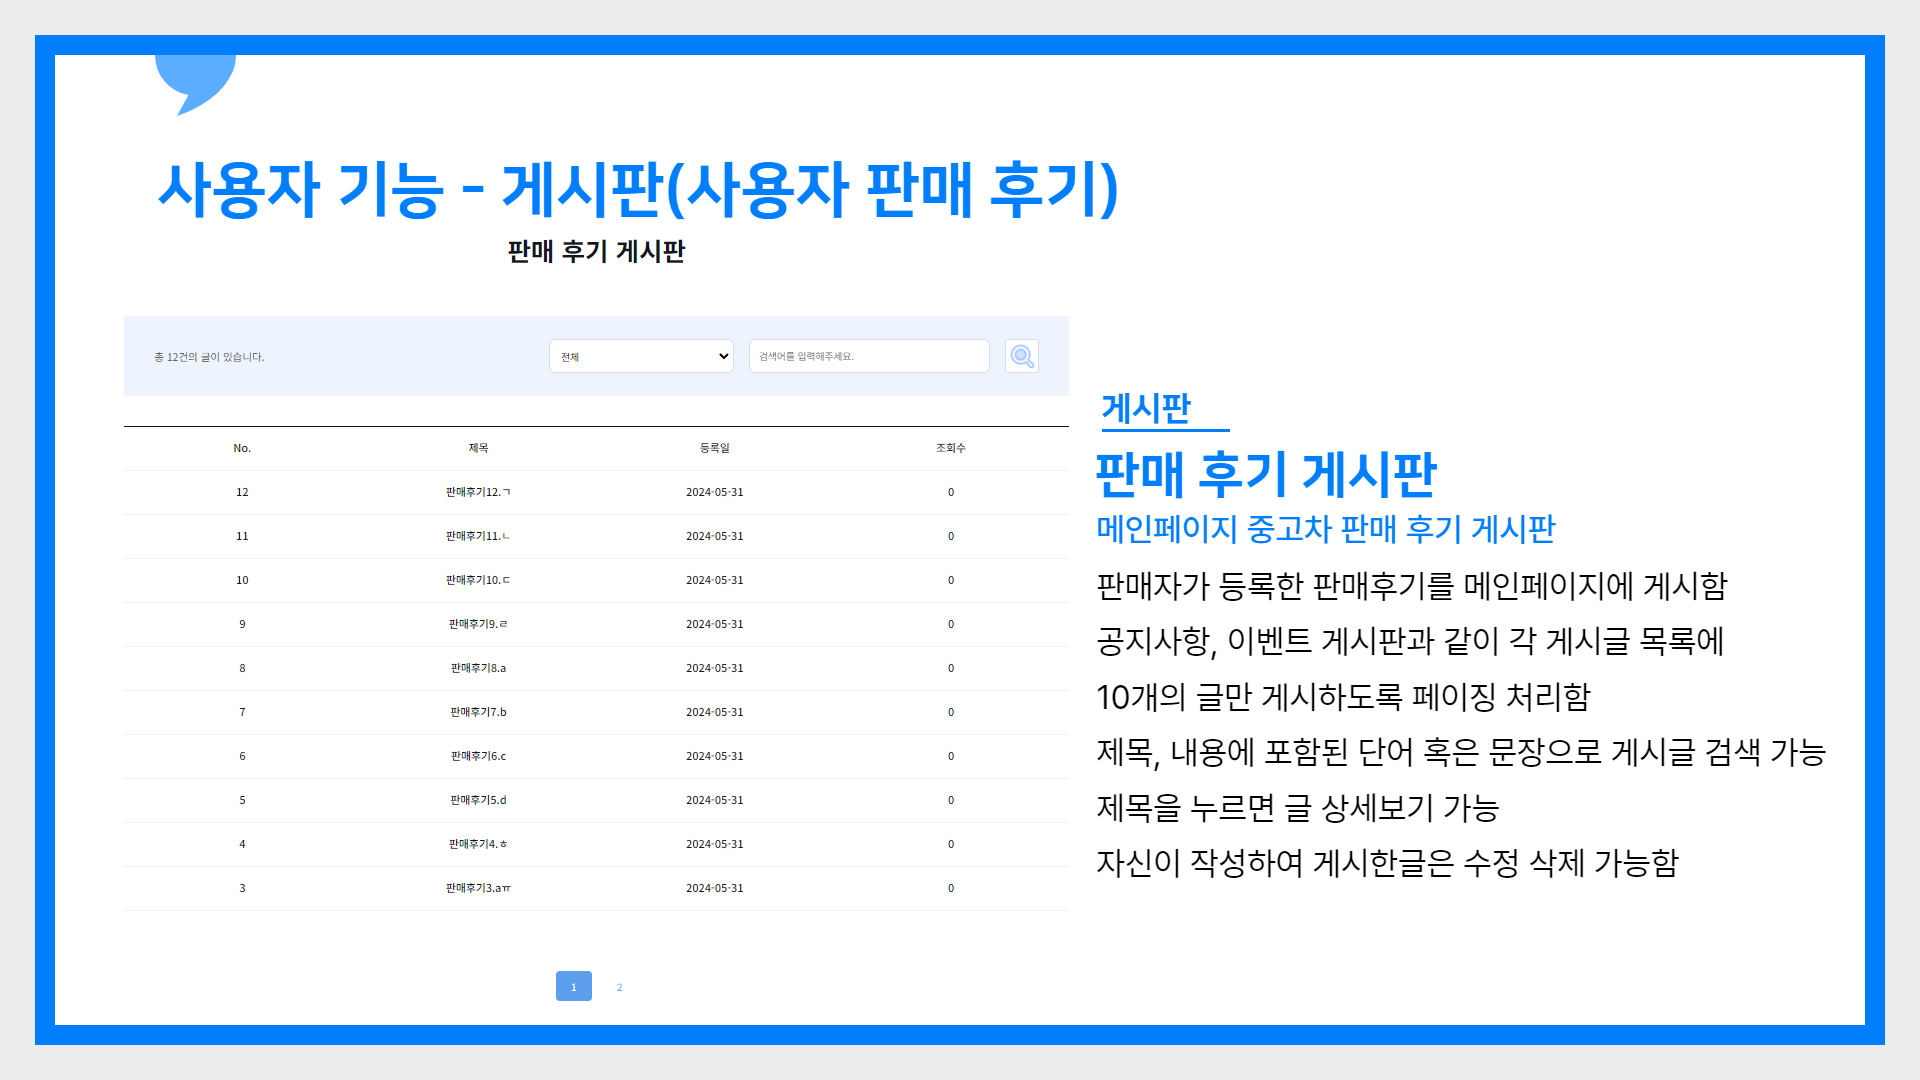 사용자 기능 - 게시판(사용자 판매 후기)
판매 후기 게시판
총 12건의 글이 있습니다.
전체
검색어를 입력해주세요.
No. 제목 등록일 조회수
12 판매후기12.ㄱ 2024-05-31 0
11 판매후기11.ㄴ 2024-05-31 0
10 판매후기10.ㄷ 2024-05-31 0
9 판매후기9.ㄹ 2024-05-31 0
8 판매후기8.a 2024-05-31 0
7 판매후기7.b 2024-05-31 0
6 판매후기6.c 2024-05-31 0
5 판매후기5.d 2024-05-31 0
4 판매후기4.ㅎ 2024-05-31 0
3 판매후기3.aㅠ 2024-05-31 0
1 2
게시판
판매 후기 게시판
메인페이지 중고차 판매 후기 게시판
판매자가 등록한 판매후기를 메인페이지에 게시함
공지사항, 이벤트 게시판과 같이 각 게시글 목록에
10개의 글만 게시하도록 페이징 처리함
제목, 내용에 포함된 단어 혹은 문장으로 게시글 검색 가능
제목을 누르면 글 상세보기 가능
자신이 작성하여 게시한글은 수정 삭제 가능함